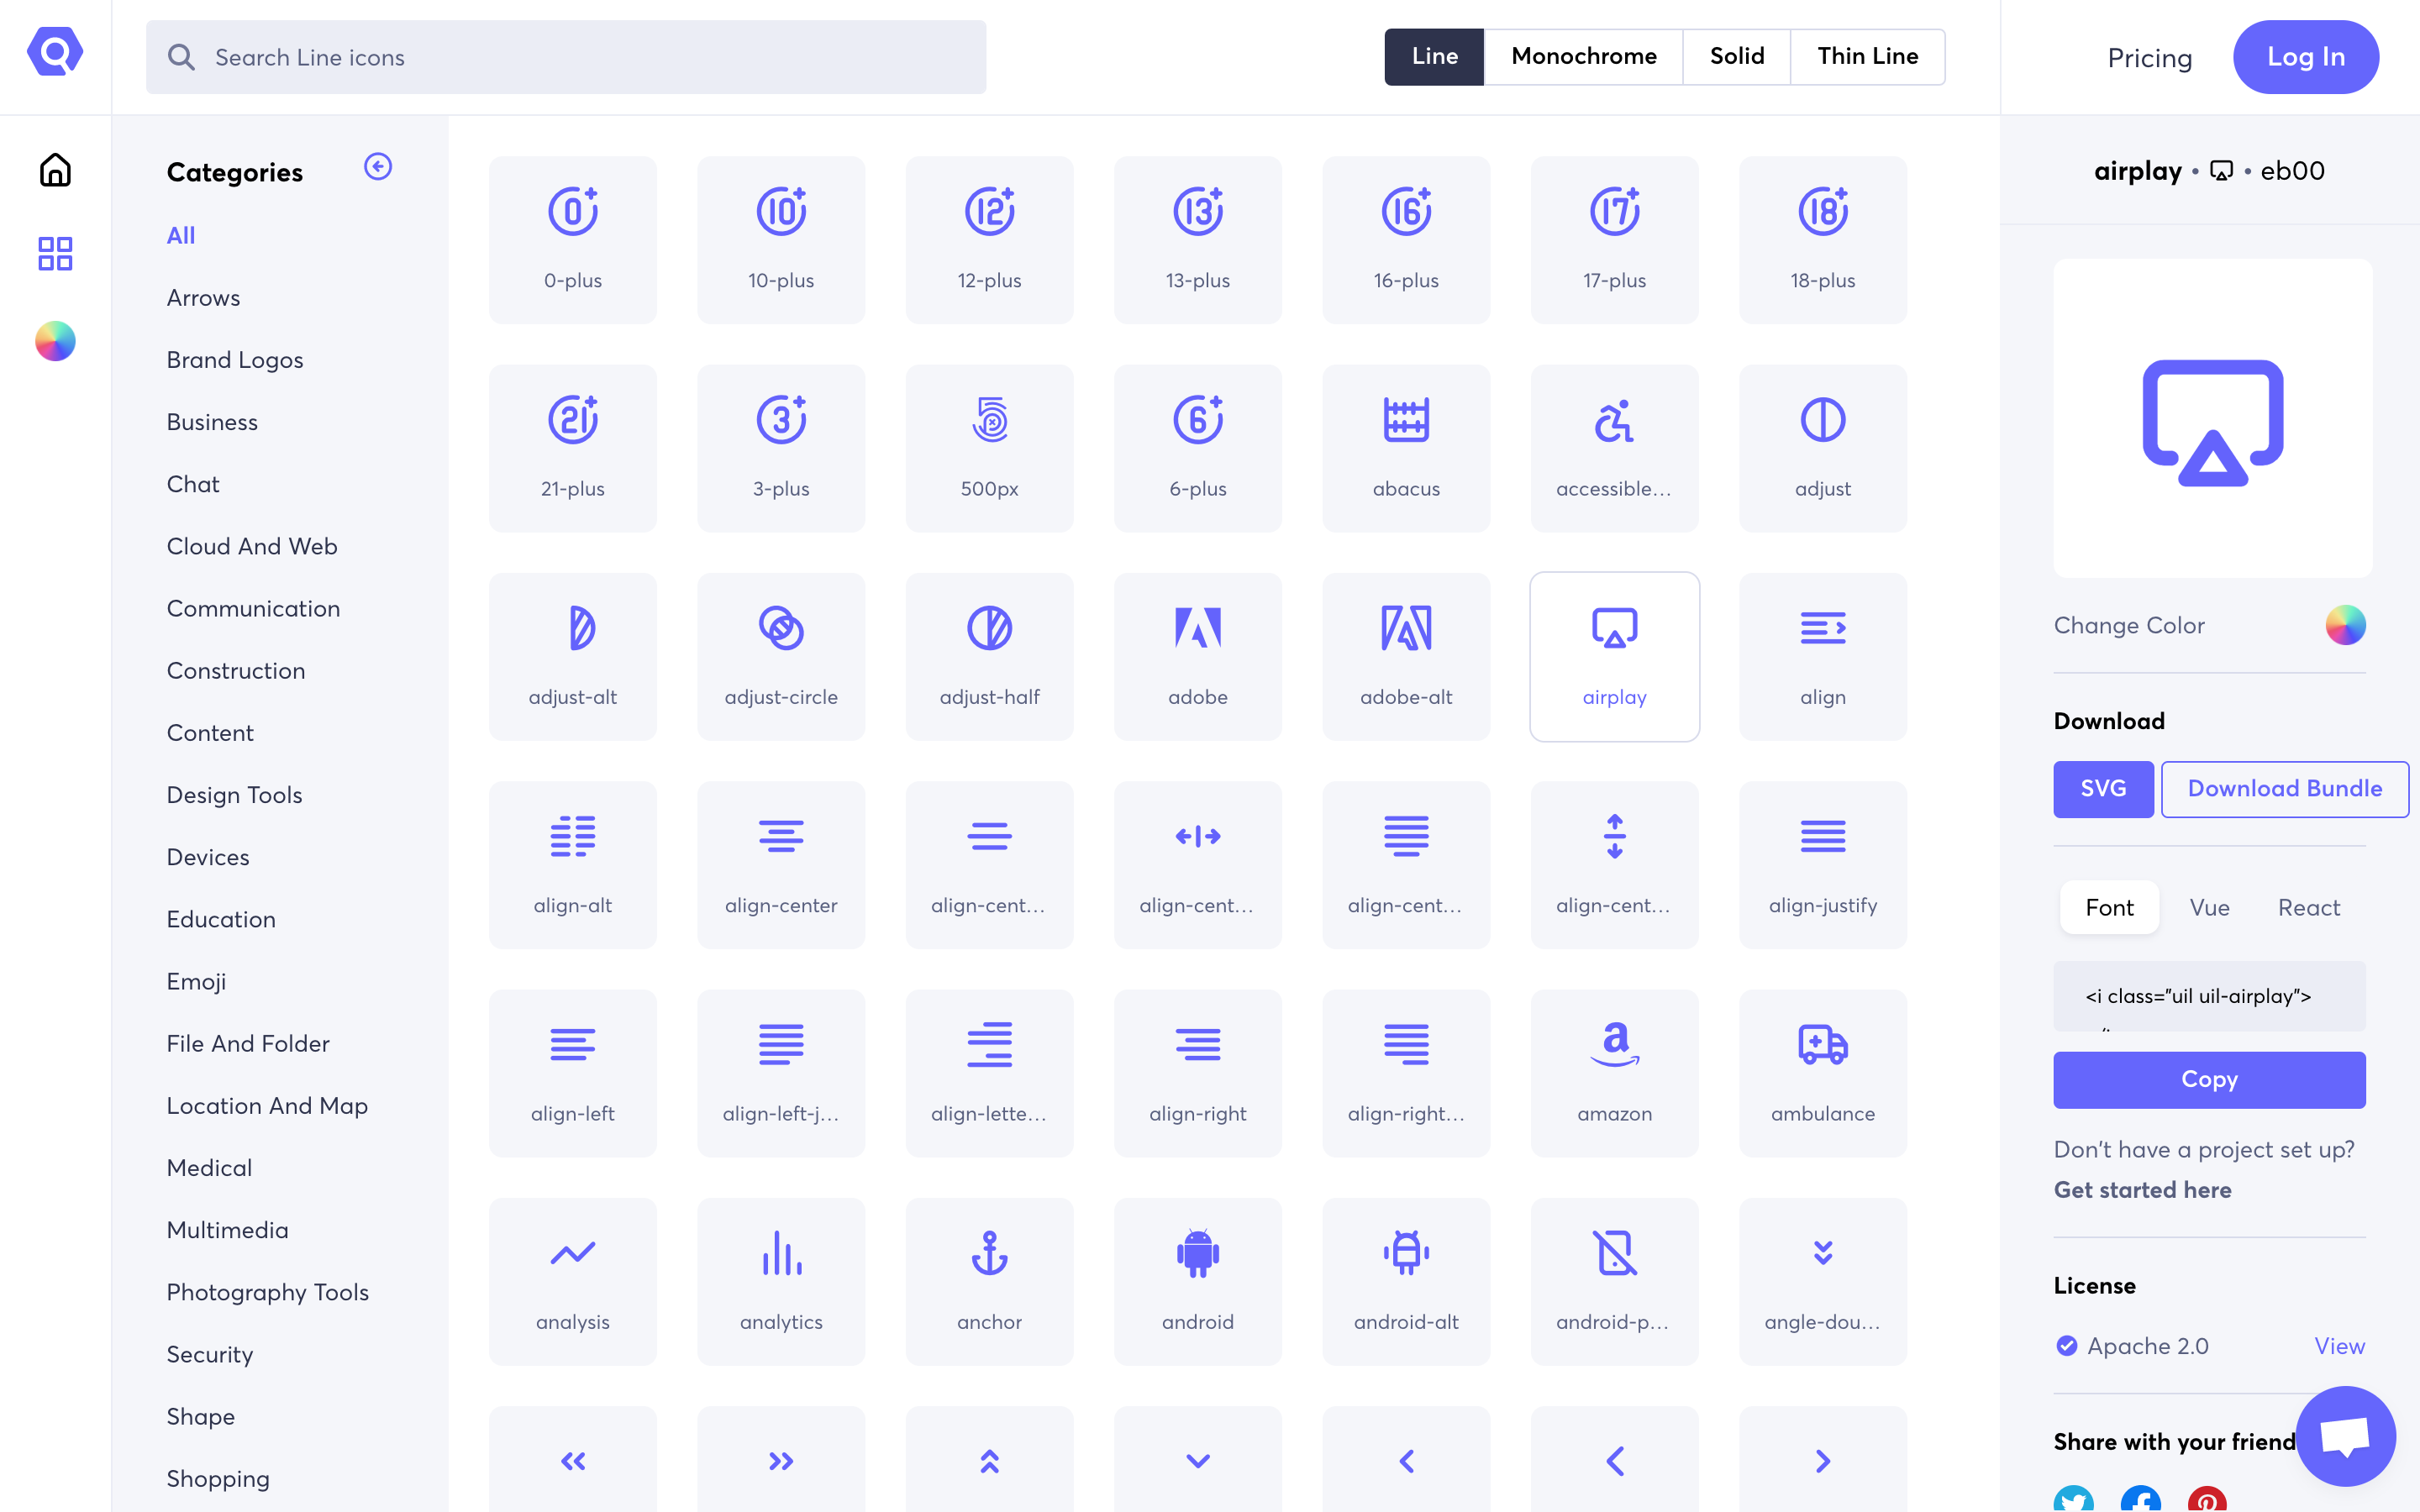 Search Line icons
Line
Monochrome
Solid
Thin Line
Pricing
Log In
Categories
All
Arrows
Brand Logos
Business
Chat
Cloud And Web
Communication
Construction
Content
Design Tools
Devices
Education
Emoji
File And Folder
Location And Map
Medical
Multimedia
Photography Tools
Security
Shape
Shopping
0-plus
10-plus
12-plus
13-plus
16-plus
17-plus
18-plus
21-plus
3-plus
500px
6-plus
abacus
accessible...
adjust
adjust-alt
adjust-circle
adjust-half
adobe
adobe-alt
airplay
align
align-alt
align-center
align-cent...
align-cent...
align-cent...
align-cent...
align-justify
align-left
align-left-j...
align-lette...
align-right
align-right...
amazon
ambulance
analysis
analytics
anchor
android
android-alt
android-p...
angle-dou...
airplay • • eb00
Change Color
Download
SVG
Download Bundle
Font
Vue
React
<i class="uil uil-airplay">
Copy
Don't have a project set up?
Get started here
License
Apache 2.0
View
Share with your friend